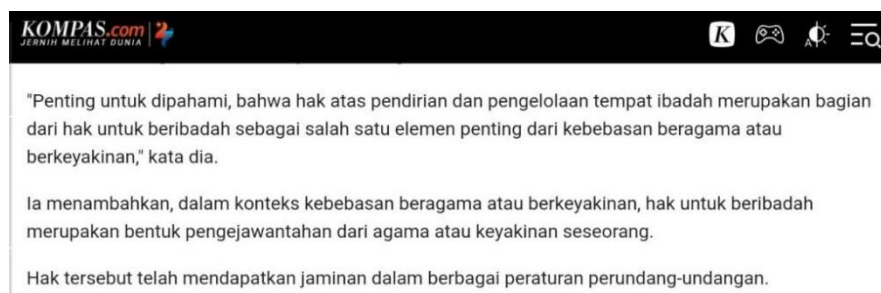 KOMPAS.com
JERNIH MELIHAT DUNIA
K
A
"Penting untuk dipahami, bahwa hak atas pendirian dan pengelolaan tempat ibadah merupakan bagian
dari hak untuk beribadah sebagai salah satu elemen penting dari kebebasan beragama atau
berkeyakinan," kata dia.
Ia menambahkan, dalam konteks kebebasan beragama atau berkeyakinan, hak untuk beribadah
merupakan bentuk pengejawantahan dari agama atau keyakinan seseorang.
Hak tersebut telah mendapatkan jaminan dalam berbagai peraturan perundang-undangan.